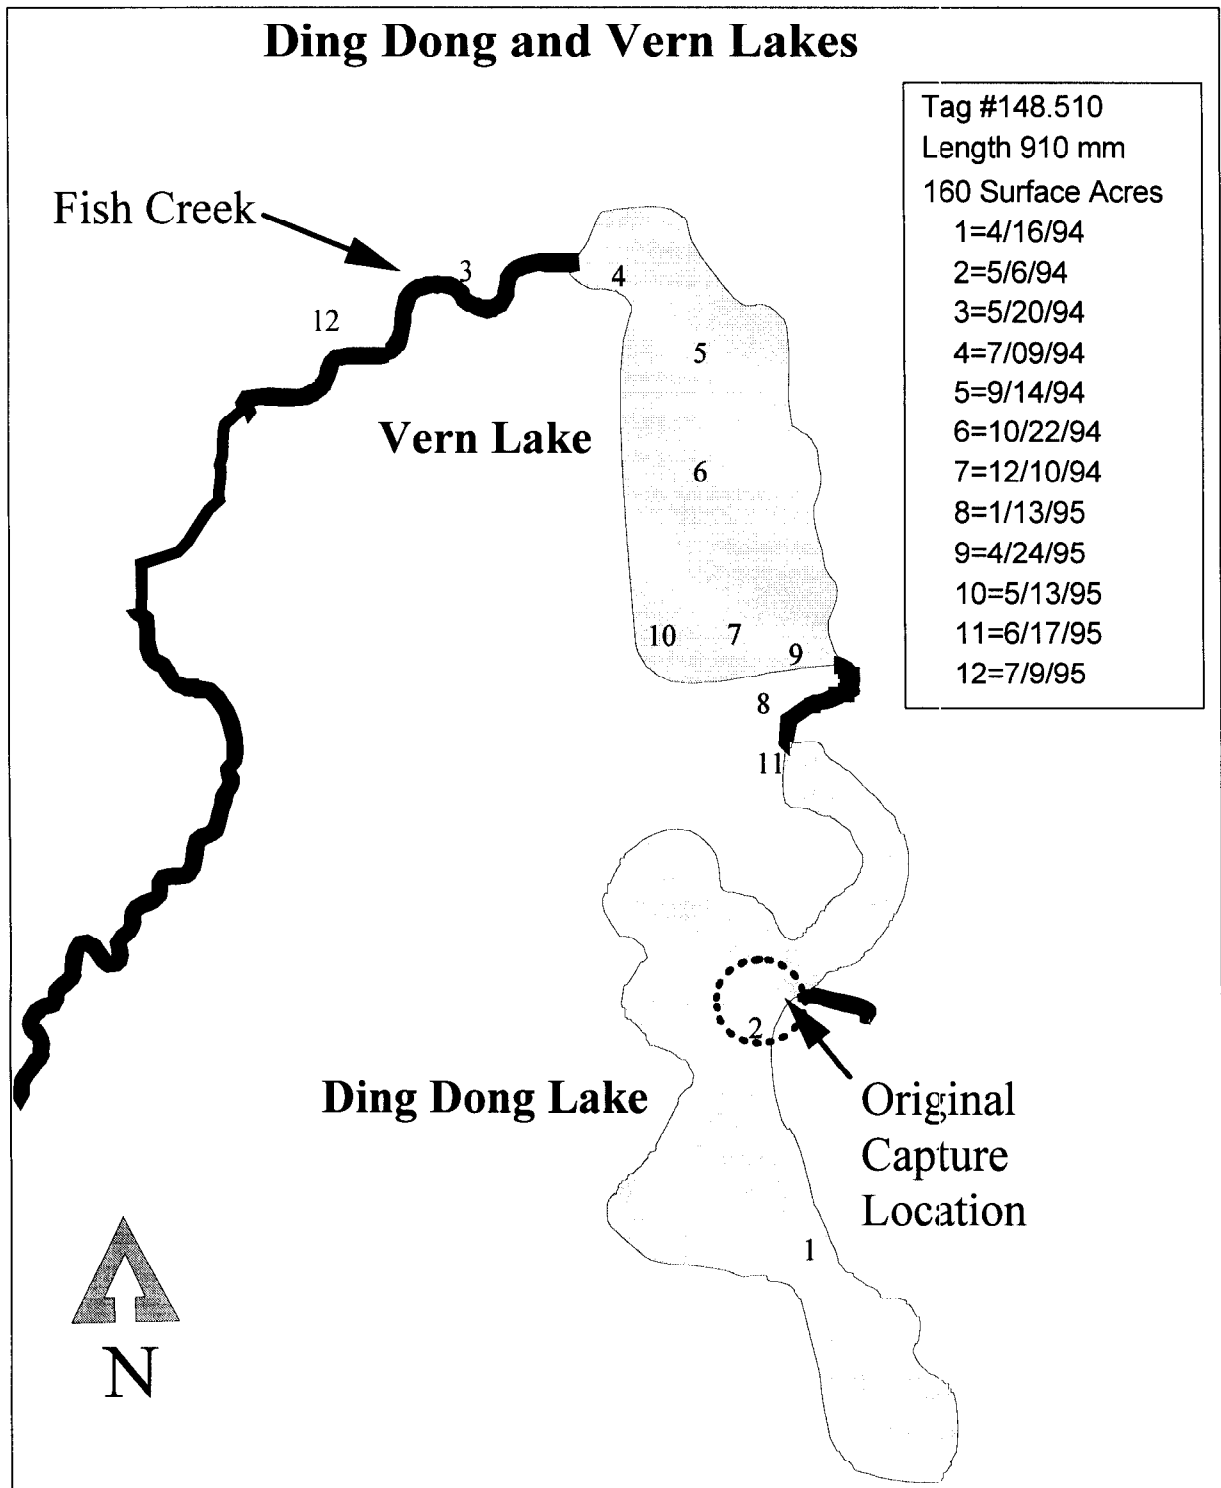 Ding Dong and Vern Lakes
Tag #148.510
Length 910 mm
160 Surface Acres
1=4/16/94
2=5/6/94
3=5/20/94
4=7/09/94
5=9/14/94
6=10/22/94
7=12/10/94
8=1/13/95
9=4/24/95
10=5/13/95
11=6/17/95
12=7/9/95
Fish Creek
3
4
12
5
Vern Lake
6
10
7
9
8
11
2
Ding Dong Lake
Original
Capture
Location
1
N